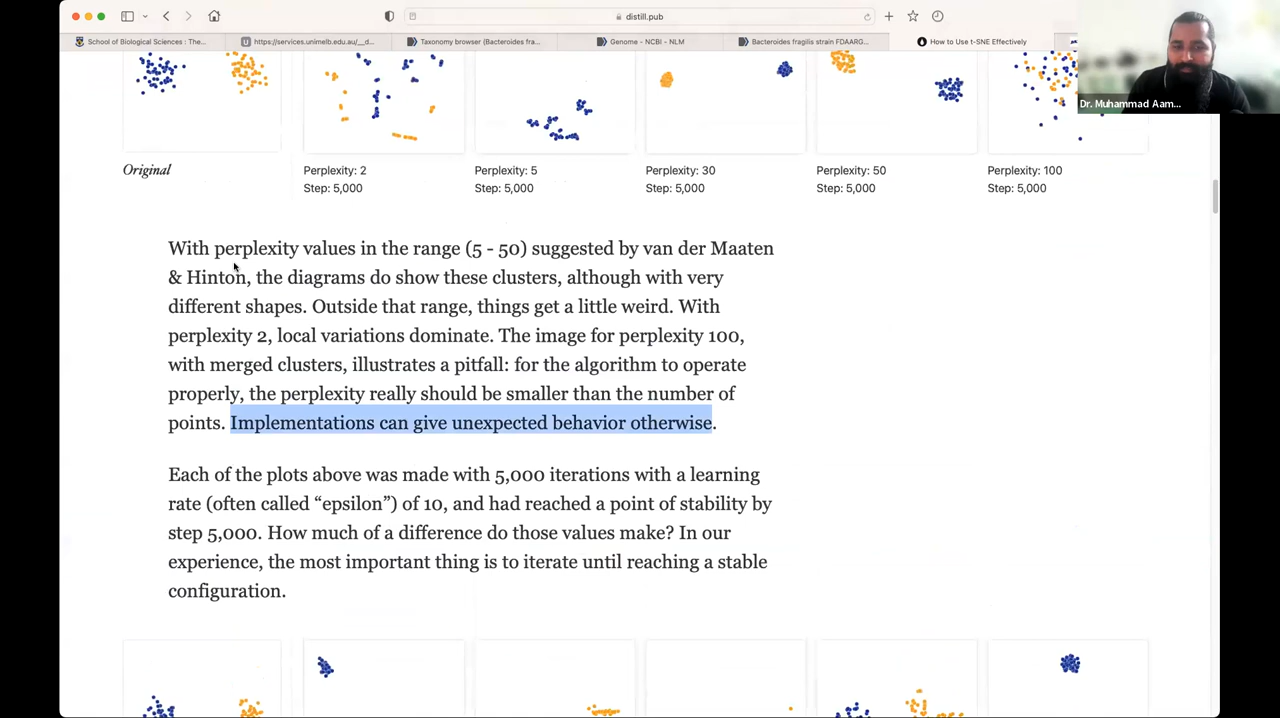 distill.pub
School of Biological Sciences : The...
https://services.unimelb.edu.au/__d...
Taxonomy browser (Bacteroides fra...
Genome - NCBI - NLM
Bacteroides fragilis strain FDAARG...
How to Use t-SNE Effectively
Dr. Muhammad Aam...
Original
Perplexity: 2
Step: 5,000
Perplexity: 5
Step: 5,000
Perplexity: 30
Step: 5,000
Perplexity: 50
Step: 5,000
Perplexity: 100
Step: 5,000
With perplexity values in the range (5 - 50) suggested by van der Maaten
& Hinton, the diagrams do show these clusters, although with very
different shapes. Outside that range, things get a little weird. With
perplexity 2, local variations dominate. The image for perplexity 100,
with merged clusters, illustrates a pitfall: for the algorithm to operate
properly, the perplexity really should be smaller than the number of
points. Implementations can give unexpected behavior otherwise.
Each of the plots above was made with 5,000 iterations with a learning
rate (often called “epsilon”) of 10, and had reached a point of stability by
step 5,000. How much of a difference do those values make? In our
experience, the most important thing is to iterate until reaching a stable
configuration.